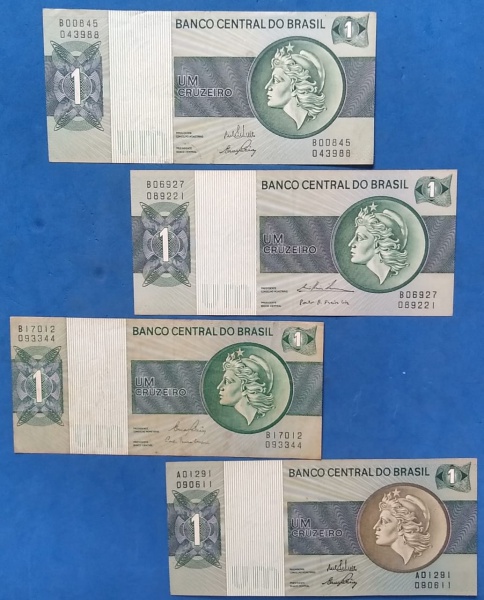 B00845
043988
BANCO CENTRAL DO BRASIL
1
1
UM
CRUZEIRO
UM
B00845
043988
B06927
089221
BANCO CENTRAL DO BRASIL
1
1
UM
CRUZEIRO
UM
B06927
089221
B17012
093344
BANCO CENTRAL DO BRASIL
1
1
UM
CRUZEIRO
UM
B17012
093344
A01291
090611
BANCO CENTRAL DO BRASIL
1
1
UM
CRUZEIRO
UM
A01291
090611